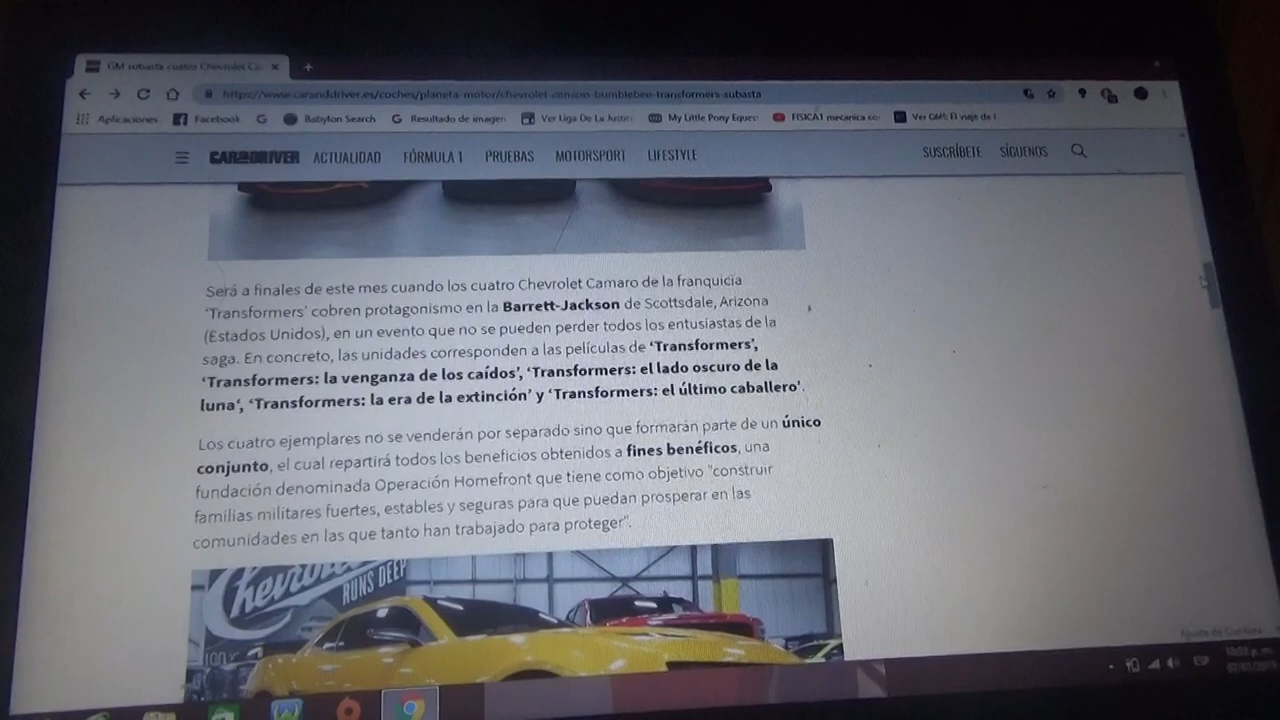 GM subasta cuatro Chevrolet Ca
https://www.caranddriver.es/coches/planeta-motor/chevrolet-camaro-bumblebee-transformers-subasta
Aplicaciones Facebook Babylon Search Resultado de imagen Ver Liga De La Justic My Little Pony Eques FISICA1 mecanica co
CAR AND DRIVER ACTUALIDAD FÓRMULA 1 PRUEBAS MOTORSPORT LIFESTYLE SUSCRÍBETE SÍGUENOS
Será a finales de este mes cuando los cuatro Chevrolet Camaro de la franquicia
‘Transformers’ cobren protagonismo en la Barrett-Jackson de Scottsdale, Arizona
(Estados Unidos), en un evento que no se pueden perder todos los entusiastas de la
saga. En concreto, las unidades corresponden a las películas de ‘Transformers’,
‘Transformers: la venganza de los caídos’, ‘Transformers: el lado oscuro de la
luna‘, ‘Transformers: la era de la extinción’ y ‘Transformers: el último caballero’.
Los cuatro ejemplares no se venderán por separado sino que formarán parte de un único
conjunto, el cual repartirá todos los beneficios obtenidos a fines benéficos, una
fundación denominada Operación Homefront que tiene como objetivo "construir
familias militares fuertes, estables y seguras para que puedan prosperar en las
comunidades en las que tanto han trabajado para proteger".
Chevrolet
RUNS DEEP